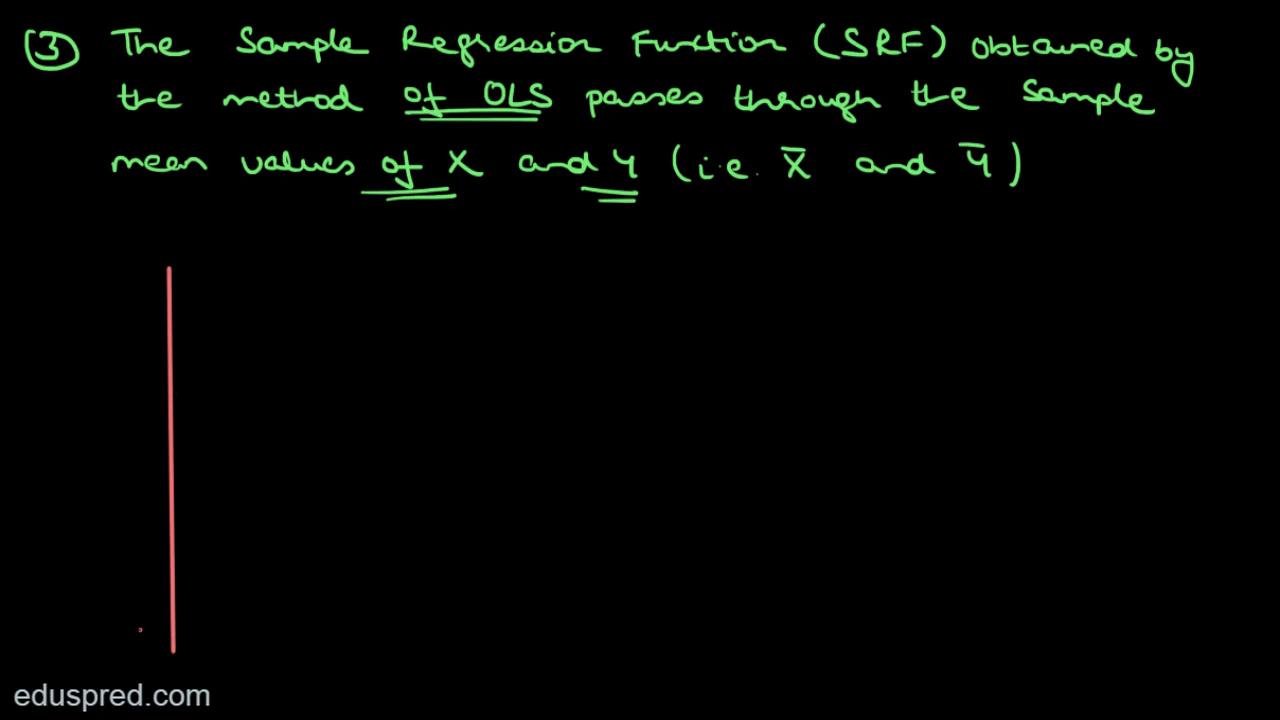 ③ The Sample Regression Function (SRF) obtained by
the method of OLS passes through the sample
mean values of X and Y (i.e. X̄ and Ȳ)
eduspred.com